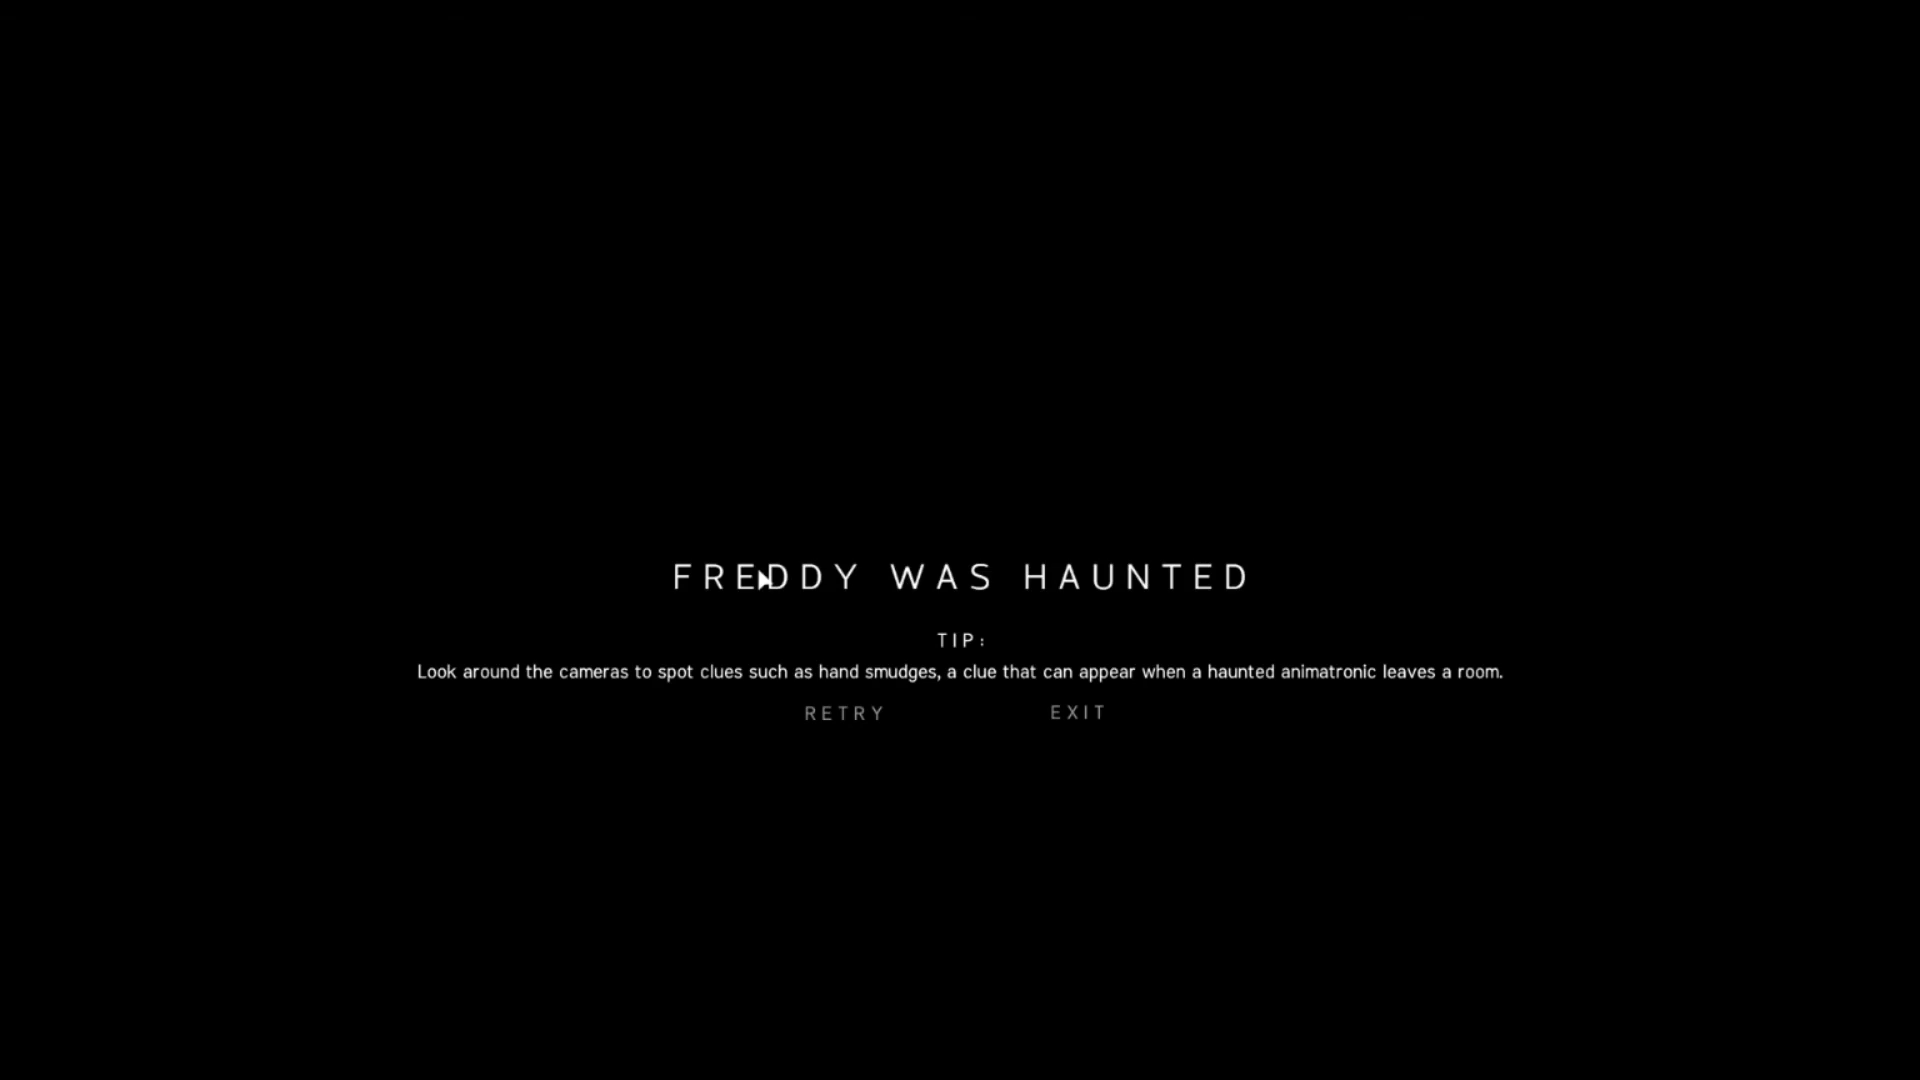 FREDDY WAS HAUNTED
TIP:
Look around the cameras to spot clues such as hand smudges, a clue that can appear when a haunted animatronic leaves a room.
RETRY EXIT